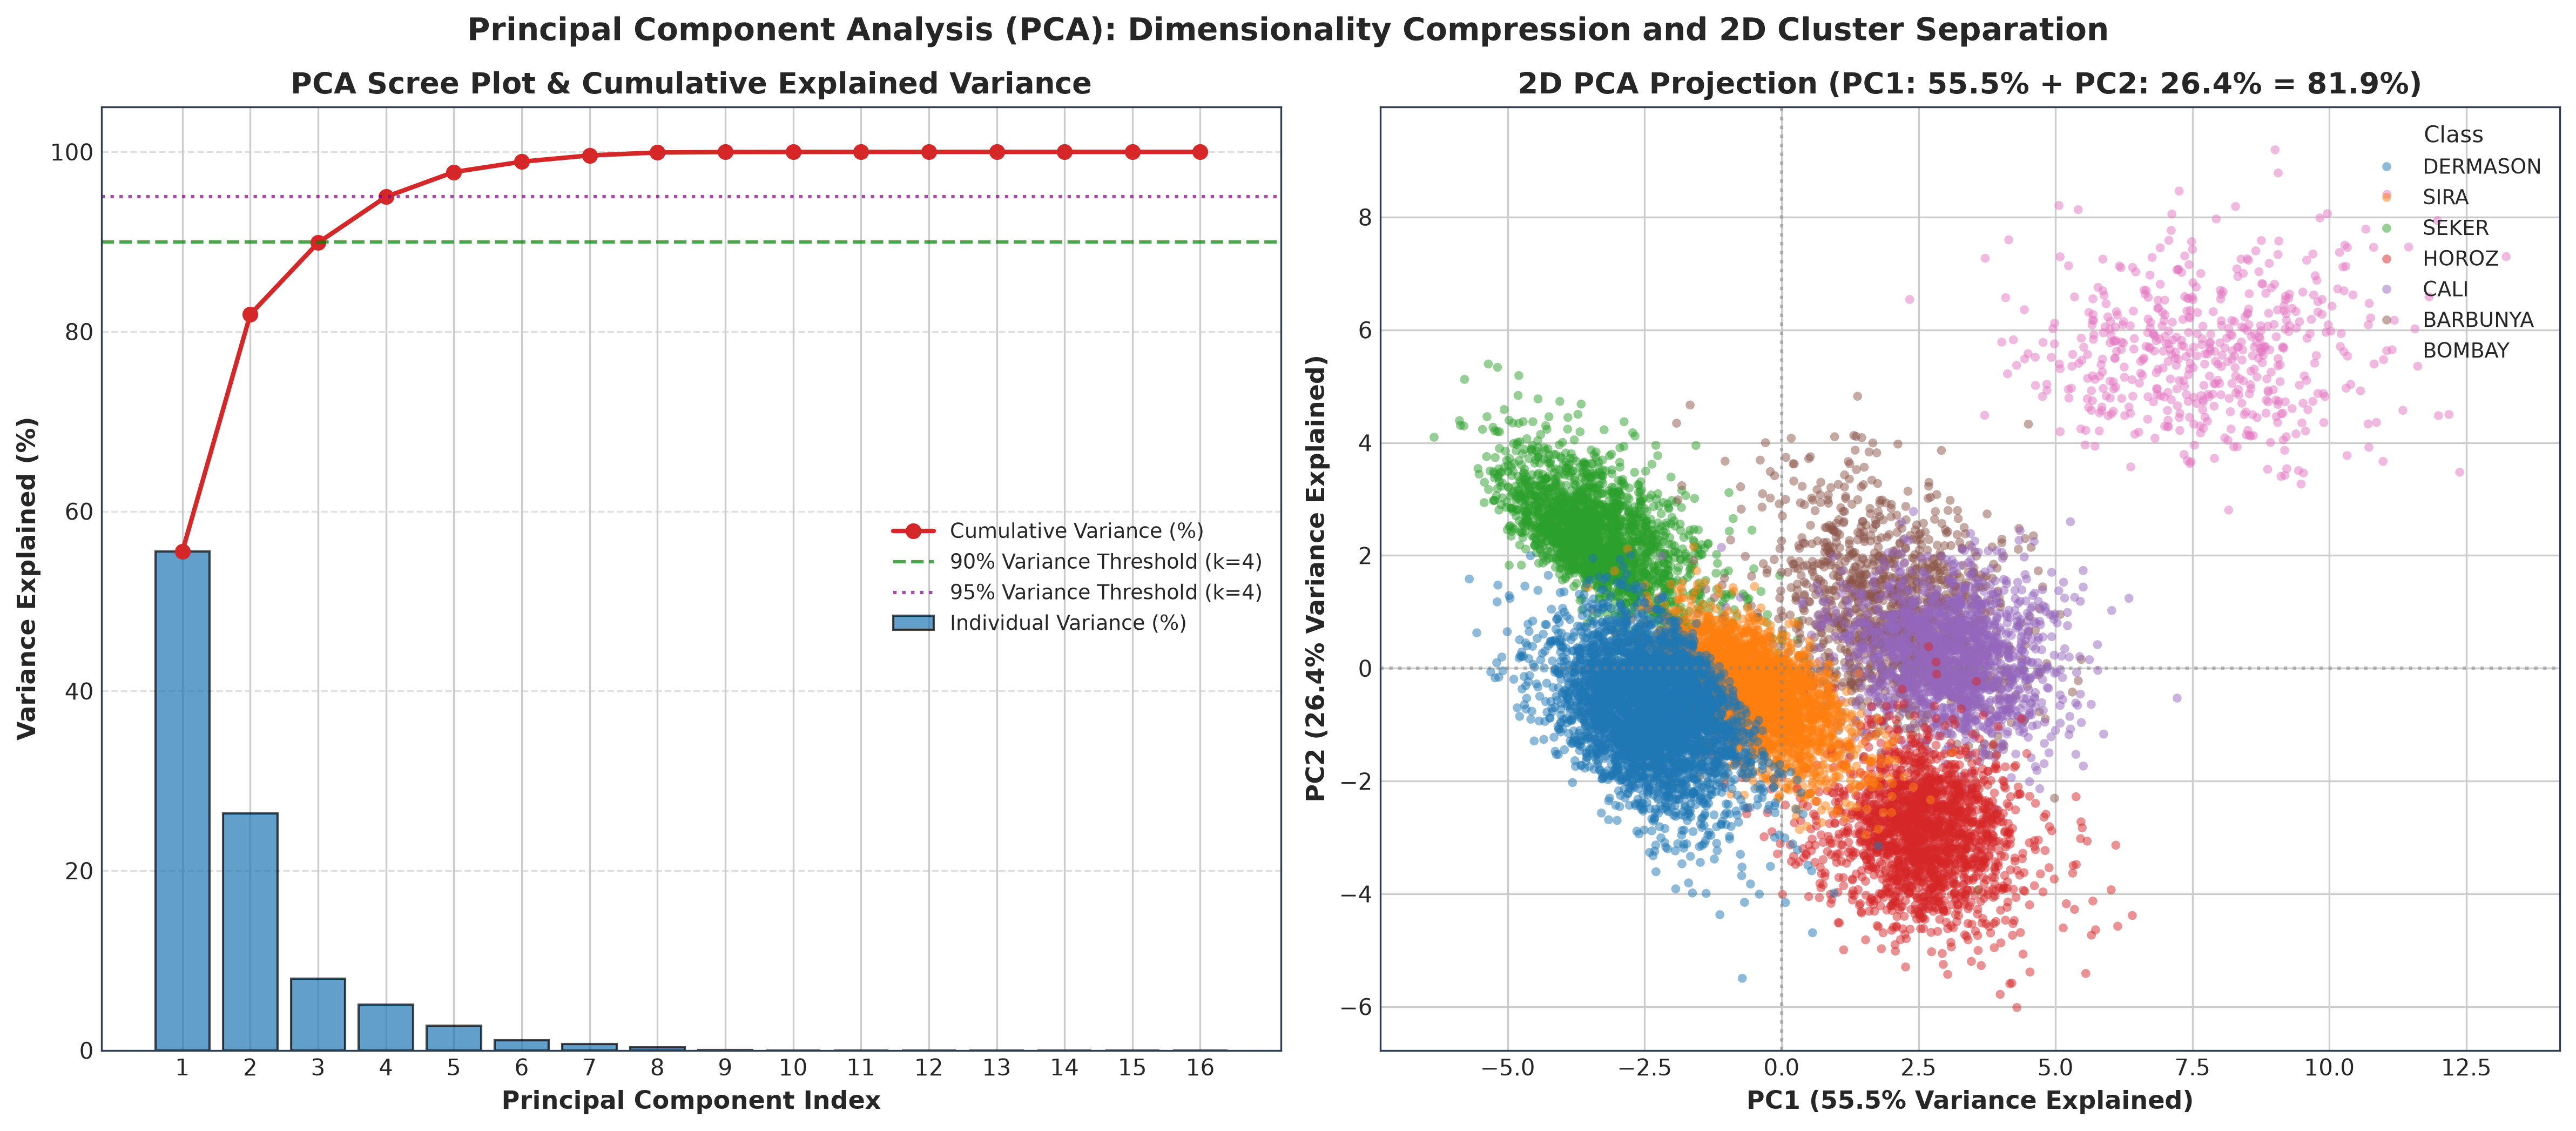 Principal Component Analysis (PCA): Dimensionality Compression and 2D Cluster Separation
PCA Scree Plot & Cumulative Explained Variance
Variance Explained (%)
100
80
60
40
20
0
Cumulative Variance (%)
90% Variance Threshold (k=4)
95% Variance Threshold (k=4)
Individual Variance (%)
1 2 3 4 5 6 7 8 9 10 11 12 13 14 15 16
Principal Component Index
2D PCA Projection (PC1: 55.5% + PC2: 26.4% = 81.9%)
PC2 (26.4% Variance Explained)
8
6
4
2
0
−2
−4
−6
Class
DERMASON
SIRA
SEKER
HOROZ
CALI
BARBUNYA
BOMBAY
−5.0 −2.5 0.0 2.5 5.0 7.5 10.0 12.5
PC1 (55.5% Variance Explained)